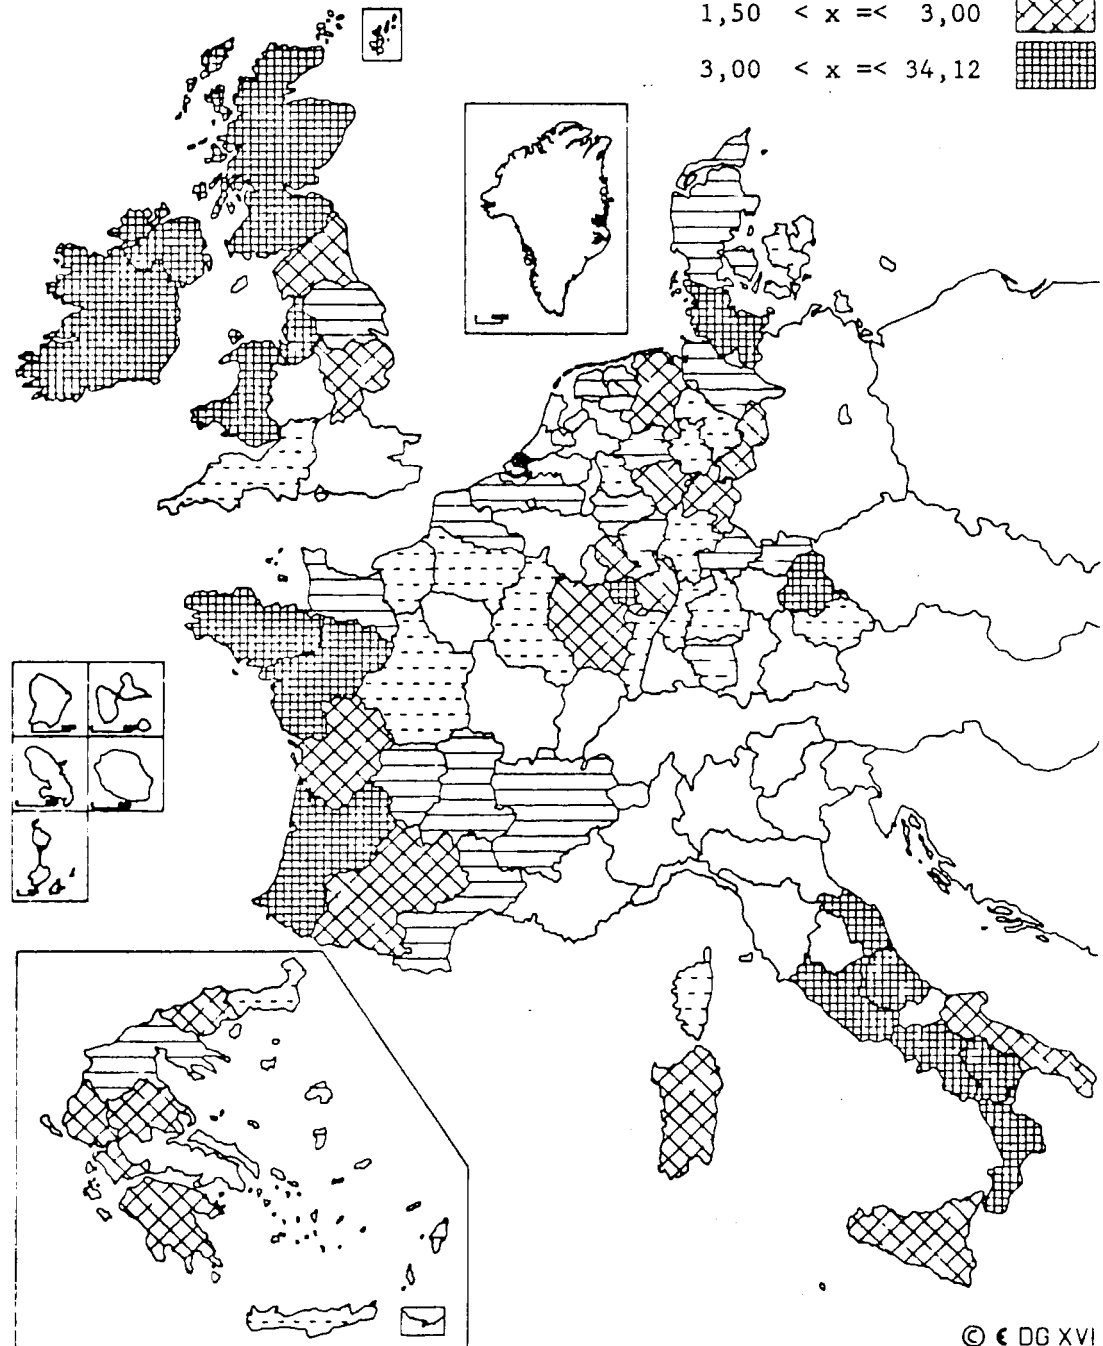 1,50 < x =< 3,00
3,00 < x =< 34,12
© € DG XVI